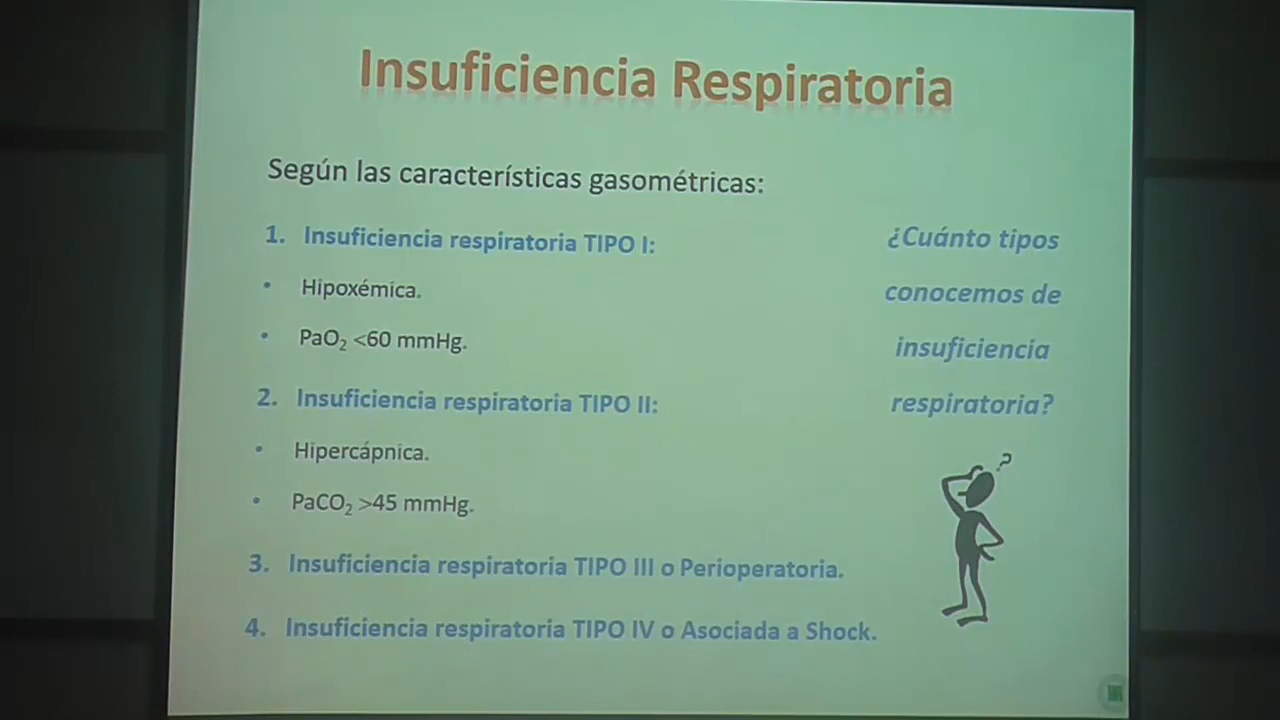 Insuficiencia Respiratoria
Según las características gasométricas:
1. Insuficiencia respiratoria TIPO I:
• Hipoxémica.
• PaO₂ <60 mmHg.
2. Insuficiencia respiratoria TIPO II:
• Hipercápnica.
• PaCO₂ >45 mmHg.
3. Insuficiencia respiratoria TIPO III o Perioperatoria.
4. Insuficiencia respiratoria TIPO IV o Asociada a Shock.
¿Cuánto tipos
conocemos de
insuficiencia
respiratoria?
?